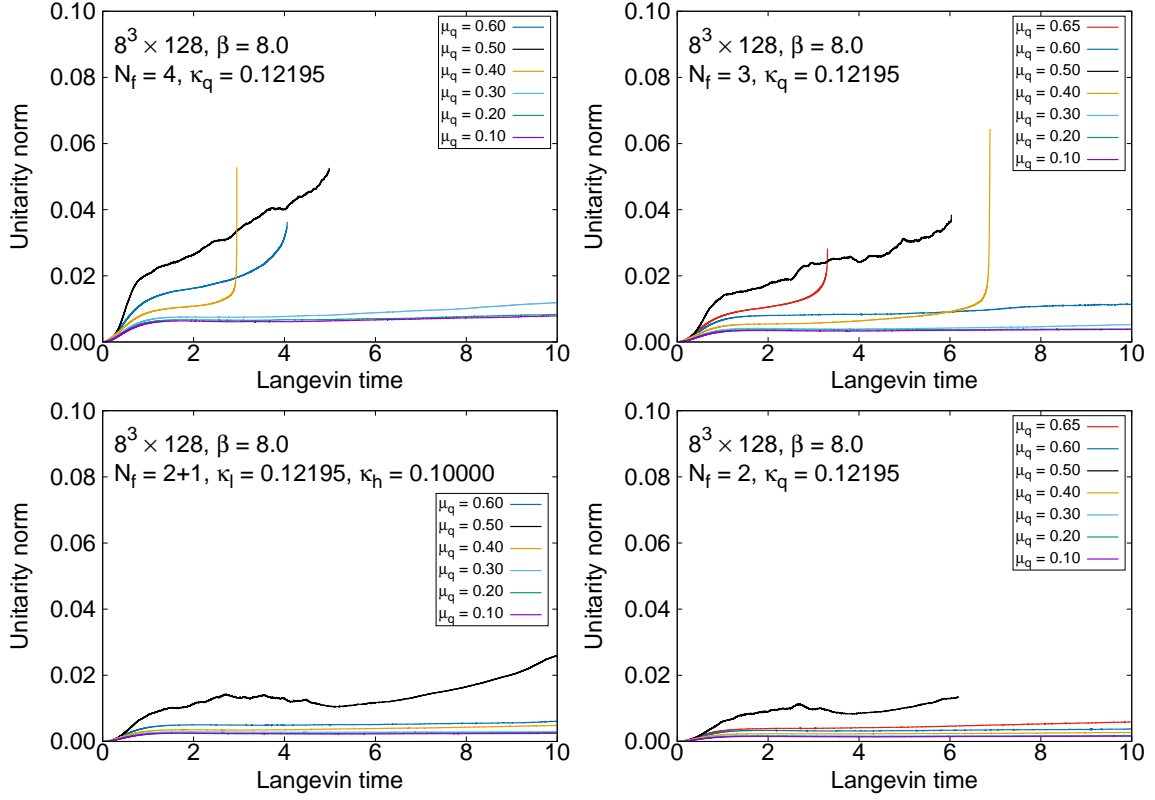 Unitarity norm
0.10
0.08
0.06
0.04
0.02
0.00
8³ × 128, β = 8.0
N_f = 4, κ_q = 0.12195
μ_q = 0.60
μ_q = 0.50
μ_q = 0.40
μ_q = 0.30
μ_q = 0.20
μ_q = 0.10
0 2 4 6 8 10
Langevin time
Unitarity norm
0.10
0.08
0.06
0.04
0.02
0.00
8³ × 128, β = 8.0
N_f = 3, κ_q = 0.12195
μ_q = 0.65
μ_q = 0.60
μ_q = 0.50
μ_q = 0.40
μ_q = 0.30
μ_q = 0.20
μ_q = 0.10
0 2 4 6 8 10
Langevin time
Unitarity norm
0.10
0.08
0.06
0.04
0.02
0.00
8³ × 128, β = 8.0
N_f = 2+1, κ_l = 0.12195, κ_h = 0.10000
μ_q = 0.60
μ_q = 0.50
μ_q = 0.40
μ_q = 0.30
μ_q = 0.20
μ_q = 0.10
0 2 4 6 8 10
Langevin time
Unitarity norm
0.10
0.08
0.06
0.04
0.02
0.00
8³ × 128, β = 8.0
N_f = 2, κ_q = 0.12195
μ_q = 0.65
μ_q = 0.60
μ_q = 0.50
μ_q = 0.40
μ_q = 0.30
μ_q = 0.20
μ_q = 0.10
0 2 4 6 8 10
Langevin time